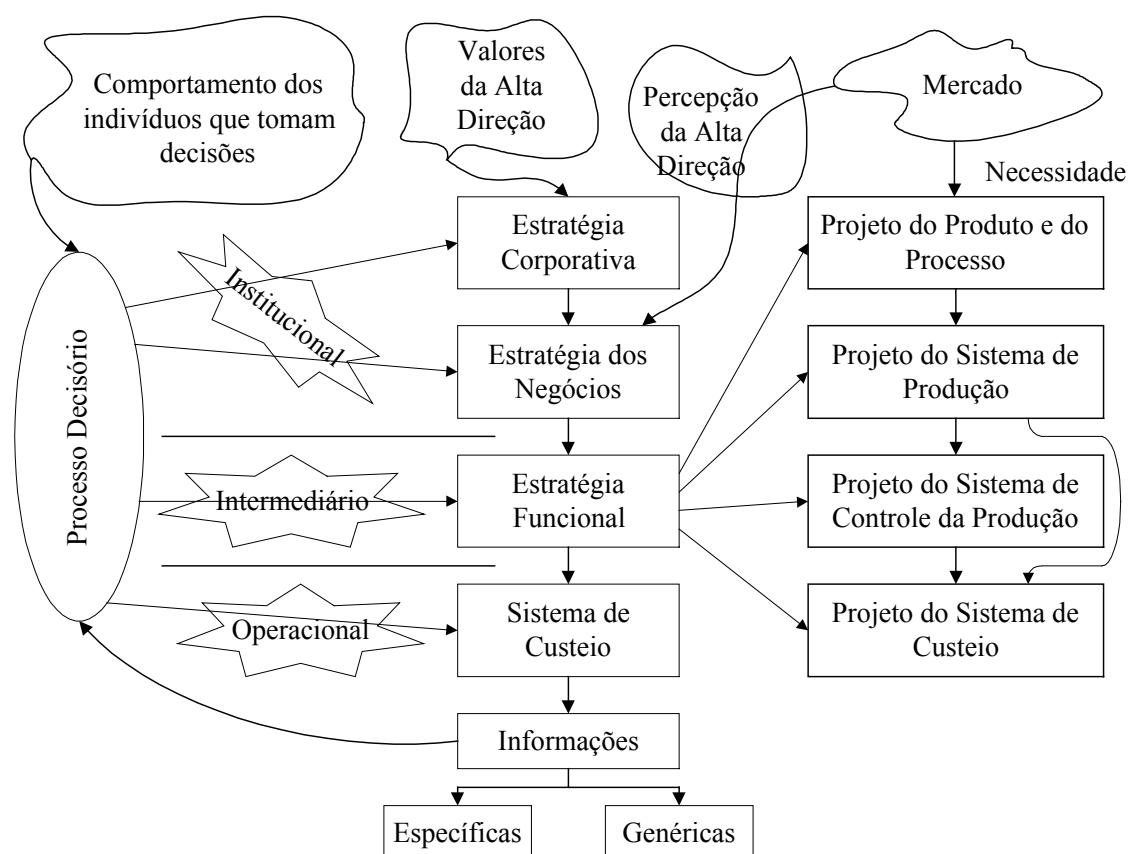 Comportamento dos
indivíduos que tomam
decisões
Valores
da Alta
Direção
Percepção
da Alta
Direção
Mercado
Necessidade
Processo Decisório
Institucional
Intermediário
Operacional
Estratégia
Corporativa
Estratégia dos
Negócios
Estratégia
Funcional
Sistema de
Custeio
Informações
Específicas
Genéricas
Projeto do Produto e do
Processo
Projeto do Sistema de
Produção
Projeto do Sistema de
Controle da Produção
Projeto do Sistema de
Custeio